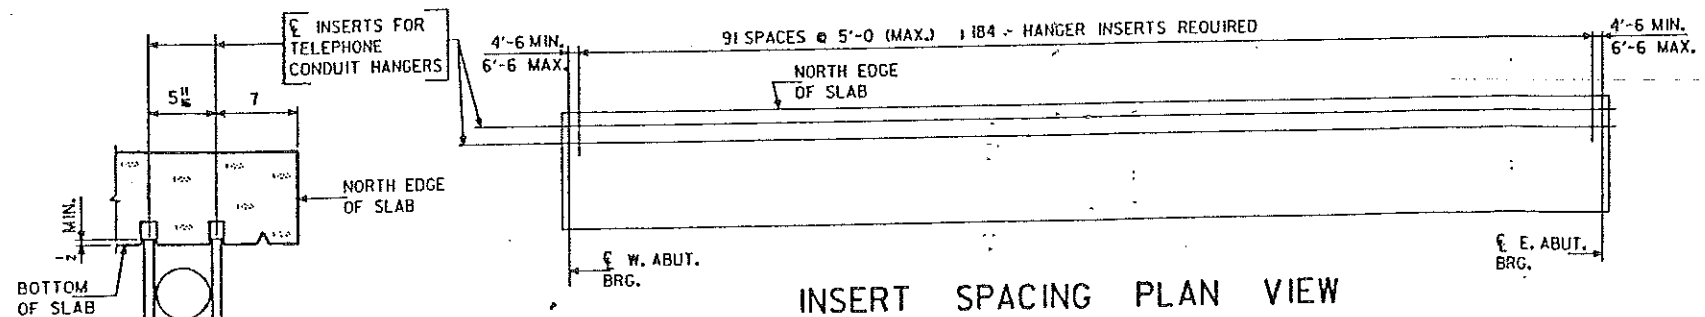 ℄ INSERTS FOR
TELEPHONE
CONDUIT HANGERS
4'-6 MIN.
6'-6 MAX.
91 SPACES @ 5'-0 (MAX.) 184 - HANGER INSERTS REQUIRED
4'-6 MIN.
6'-6 MAX.
NORTH EDGE
OF SLAB
5 11/16
7
NORTH EDGE
OF SLAB
1/2 MIN.
BOTTOM
OF SLAB
℄ W. ABUT.
BRG.
℄ E. ABUT.
BRG.
INSERT SPACING PLAN VIEW